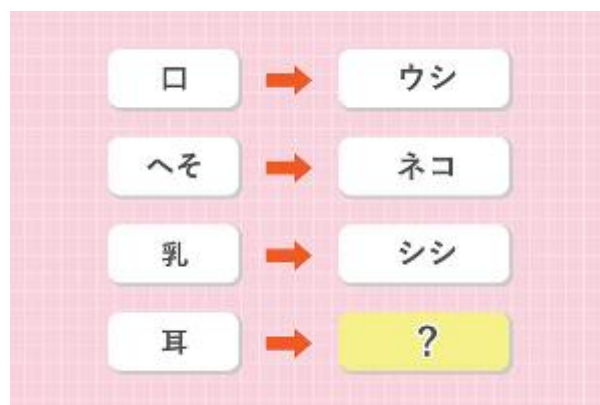 口 → ウシ
へそ → ネコ
乳 → シシ
耳 → ?